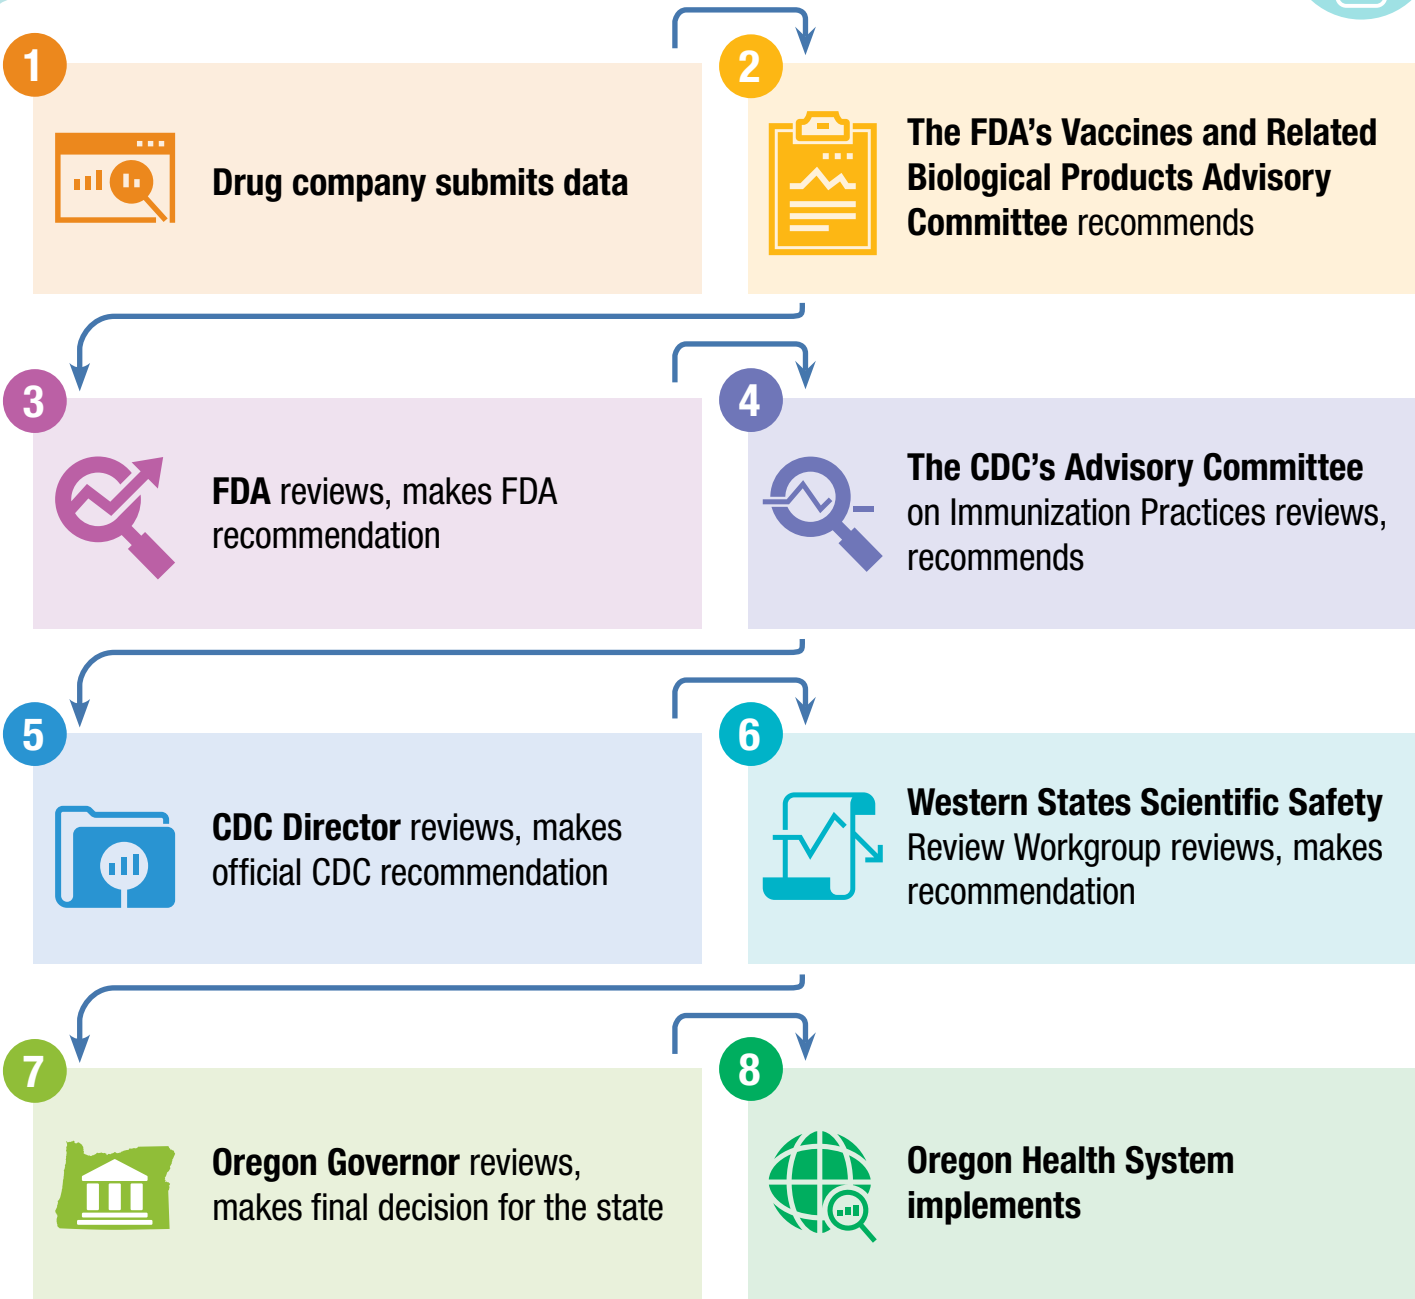 1
Drug company submits data
2
The FDA's Vaccines and Related
Biological Products Advisory
Committee recommends
3
FDA reviews, makes FDA
recommendation
4
The CDC's Advisory Committee
on Immunization Practices reviews,
recommends
5
CDC Director reviews, makes
official CDC recommendation
6
Western States Scientific Safety
Review Workgroup reviews, makes
recommendation
7
Oregon Governor reviews,
makes final decision for the state
8
Oregon Health System
implements